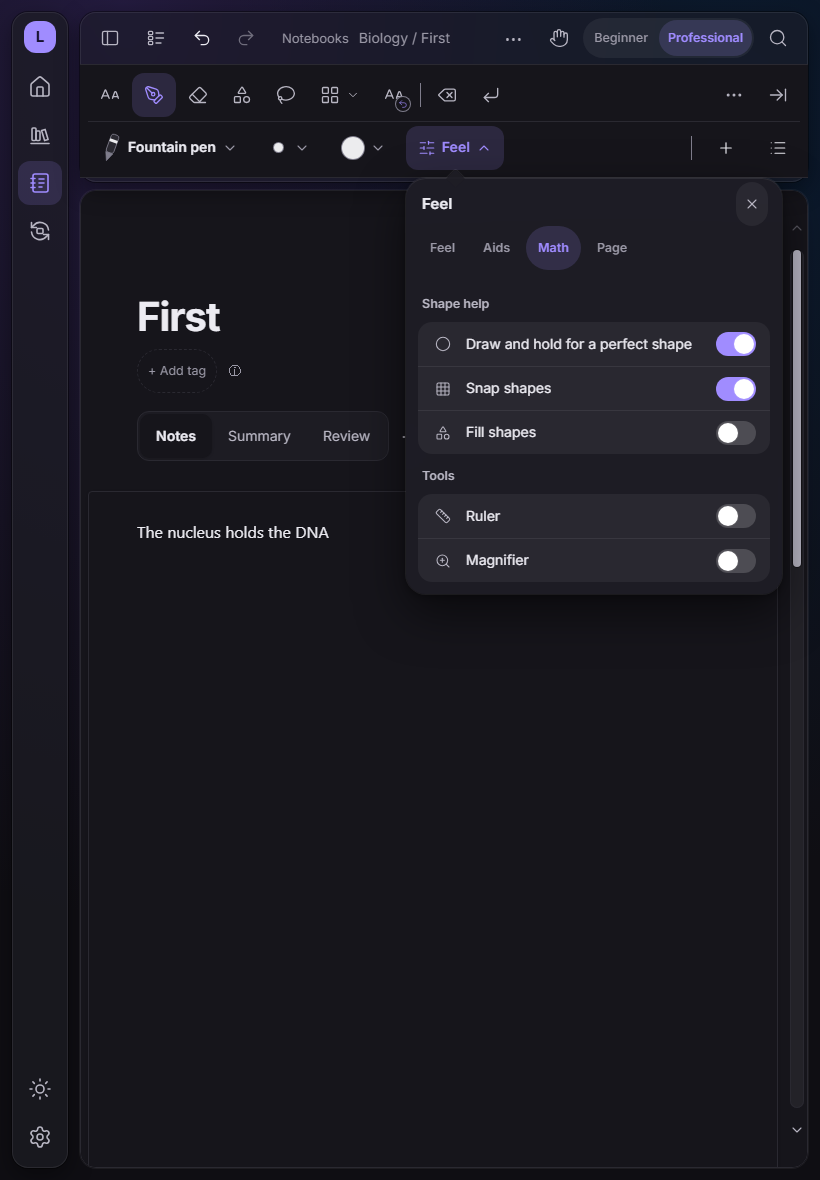 L
Notebooks Biology / First
Beginner Professional
AA
AA
Fountain pen
Feel
Feel
Feel Aids Math Page
Shape help
Draw and hold for a perfect shape
Snap shapes
Fill shapes
Tools
Ruler
Magnifier
First
+ Add tag
Notes Summary Review
The nucleus holds the DNA